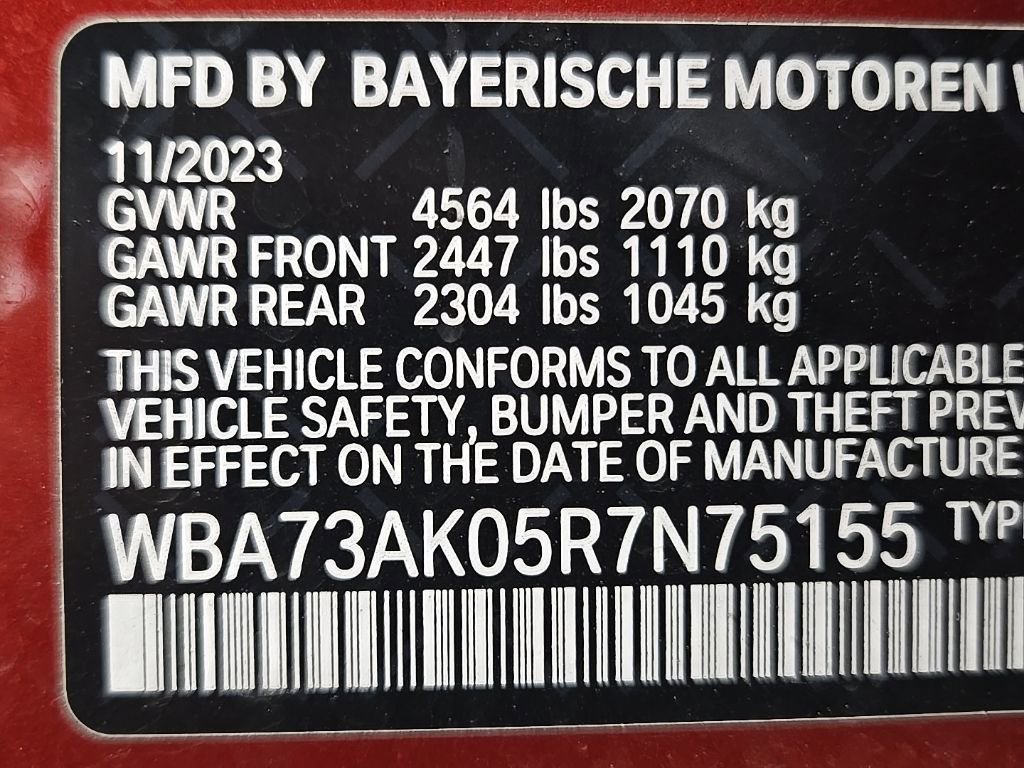 MFD BY BAYERISCHE MOTOREN
11/2023
GVWR 4564 lbs 2070 kg
GAWR FRONT 2447 lbs 1110 kg
GAWR REAR 2304 lbs 1045 kg
THIS VEHICLE CONFORMS TO ALL APPLICABLE
VEHICLE SAFETY, BUMPER AND THEFT PREV
IN EFFECT ON THE DATE OF MANUFACTURE
WBA73AK05R7N75155 TYP